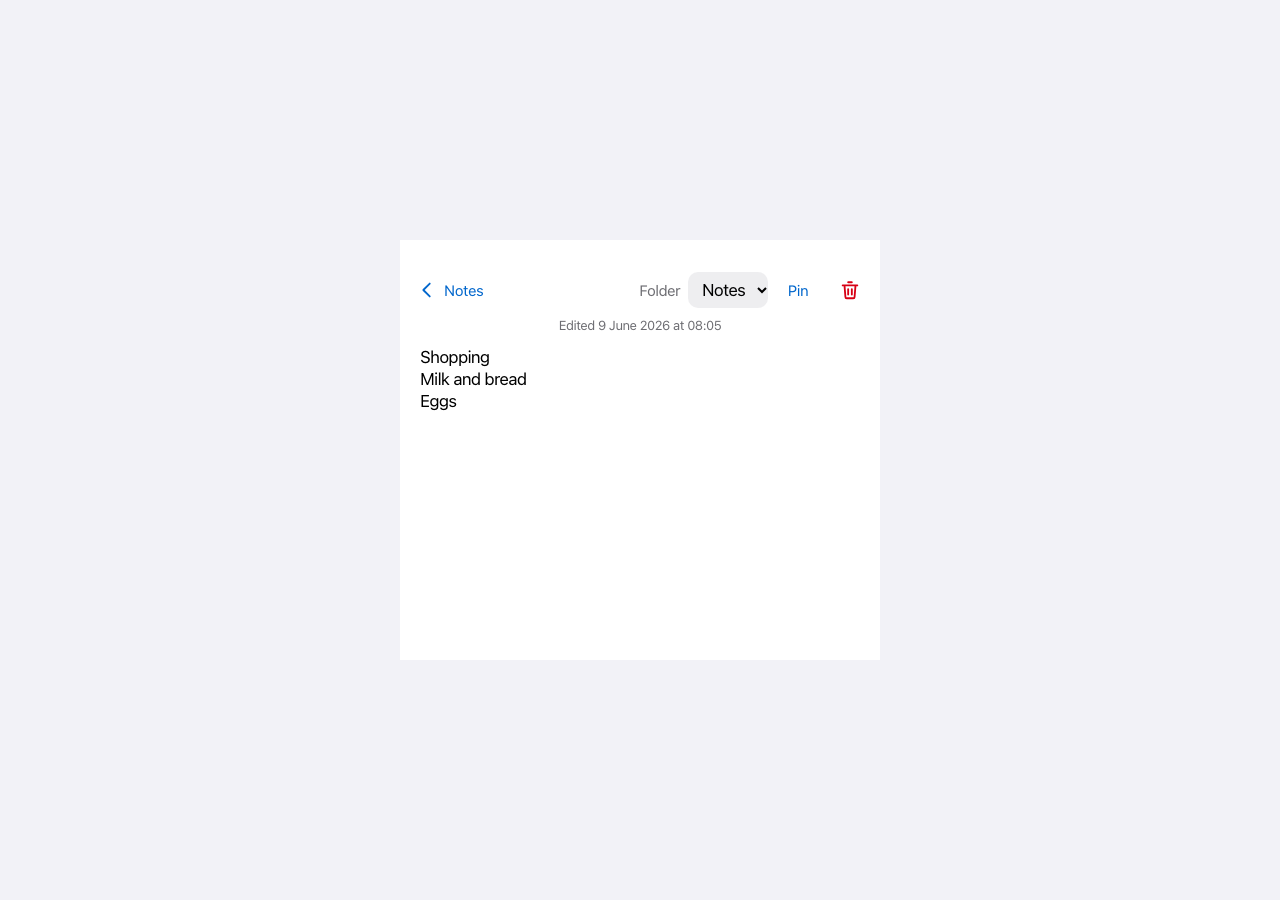 Notes Folder Notes Pin
Edited 9 June 2026 at 08:05
Shopping
Milk and bread
Eggs